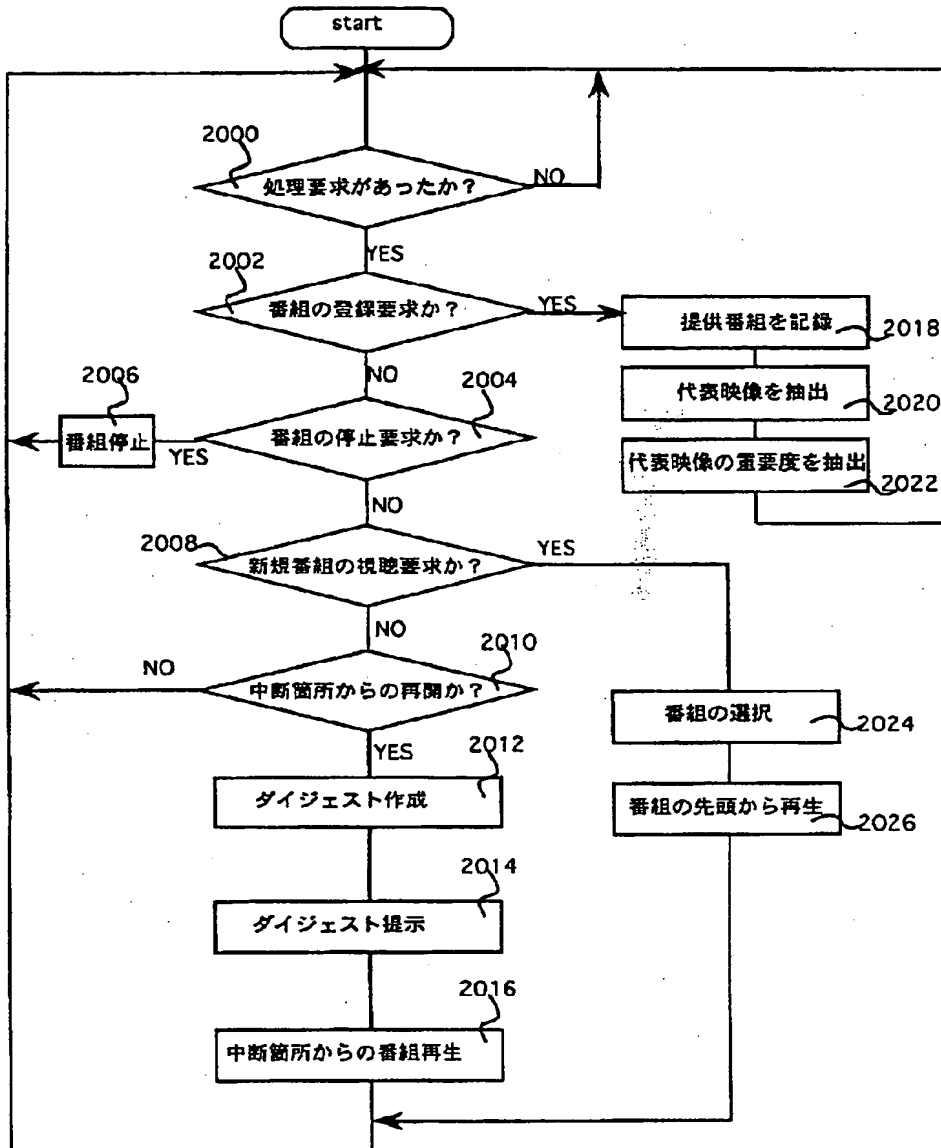 start
2000
処理要求があったか？
NO
YES
2002
番組の登録要求か？
YES
提供番組を記録
2018
NO
2006
2004
代表映像を抽出
2020
番組停止
YES
番組の停止要求か？
代表映像の重要度を抽出
2022
NO
2008
新規番組の視聴要求か？
YES
NO
2010
NO
中断箇所からの再開か？
番組の選択
2024
YES
2012
ダイジェスト作成
番組の先頭から再生
2026
2014
ダイジェスト提示
2016
中断箇所からの番組再生